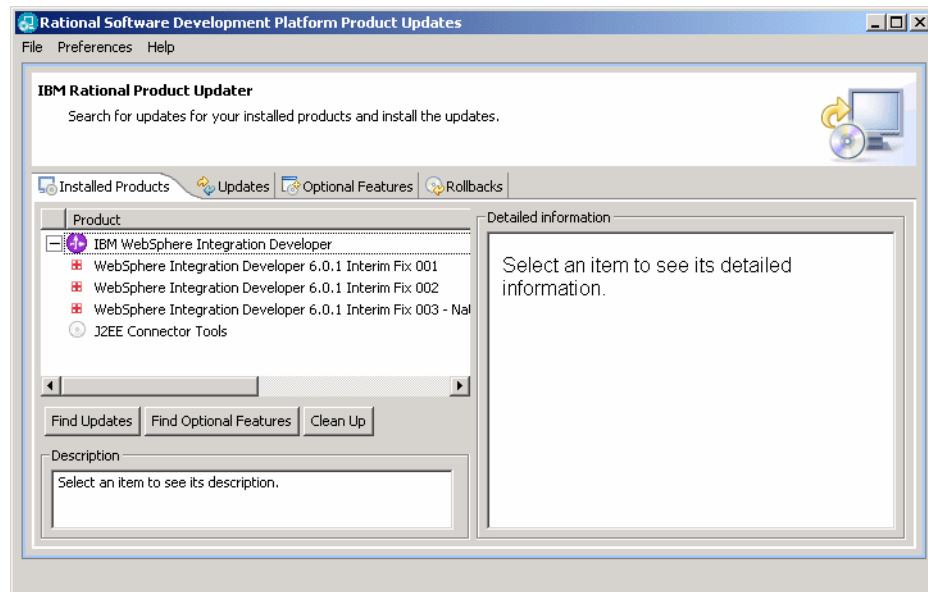 Rational Software Development Platform Product Updates
File Preferences Help
IBM Rational Product Updater
Search for updates for your installed products and install the updates.
Installed Products Updates Optional Features Rollbacks
Product
IBM WebSphere Integration Developer
WebSphere Integration Developer 6.0.1 Interim Fix 001
WebSphere Integration Developer 6.0.1 Interim Fix 002
WebSphere Integration Developer 6.0.1 Interim Fix 003 -
J2EE Connector Tools
Find Updates Find Optional Features Clean Up
Description
Select an item to see its description.
Detailed information
Select an item to see its detailed
information.